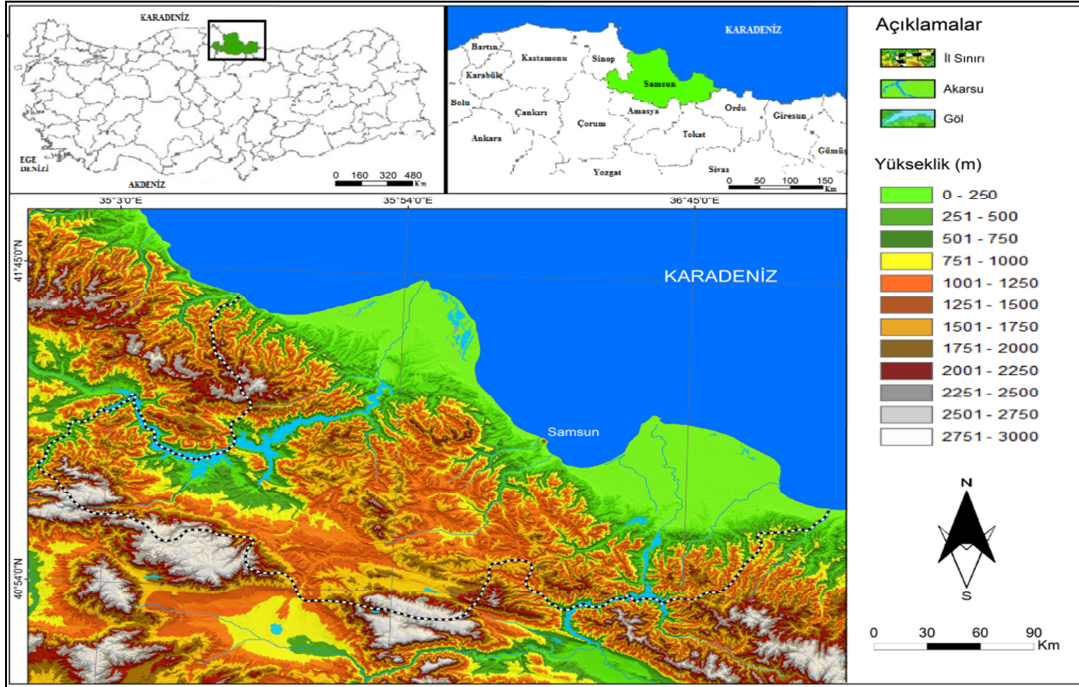 KARADENİZ
EGE
DENİZİ
AKDENİZ
0 160 320 480
Km
KARADENİZ
Bartın
Kastamonu
Sinop
Karabük
Samsun
Bolu
Çankırı
Çorum
Amasya
Ordu
Giresun
Ankara
Tokat
Gümüş
Yozgat
Sivas
0 50 100 150
Km
Açıklamalar
İl Sınırı
Akarsu
Göl
Yükseklik (m)
0 - 250
251 - 500
501 - 750
751 - 1000
1001 - 1250
1251 - 1500
1501 - 1750
1751 - 2000
2001 - 2250
2251 - 2500
2501 - 2750
2751 - 3000
35°3'0"E 35°54'0"E 36°45'0"E
41°45'0"N
40°54'0"N
KARADENİZ
Samsun
N
S
0 30 60 90
Km